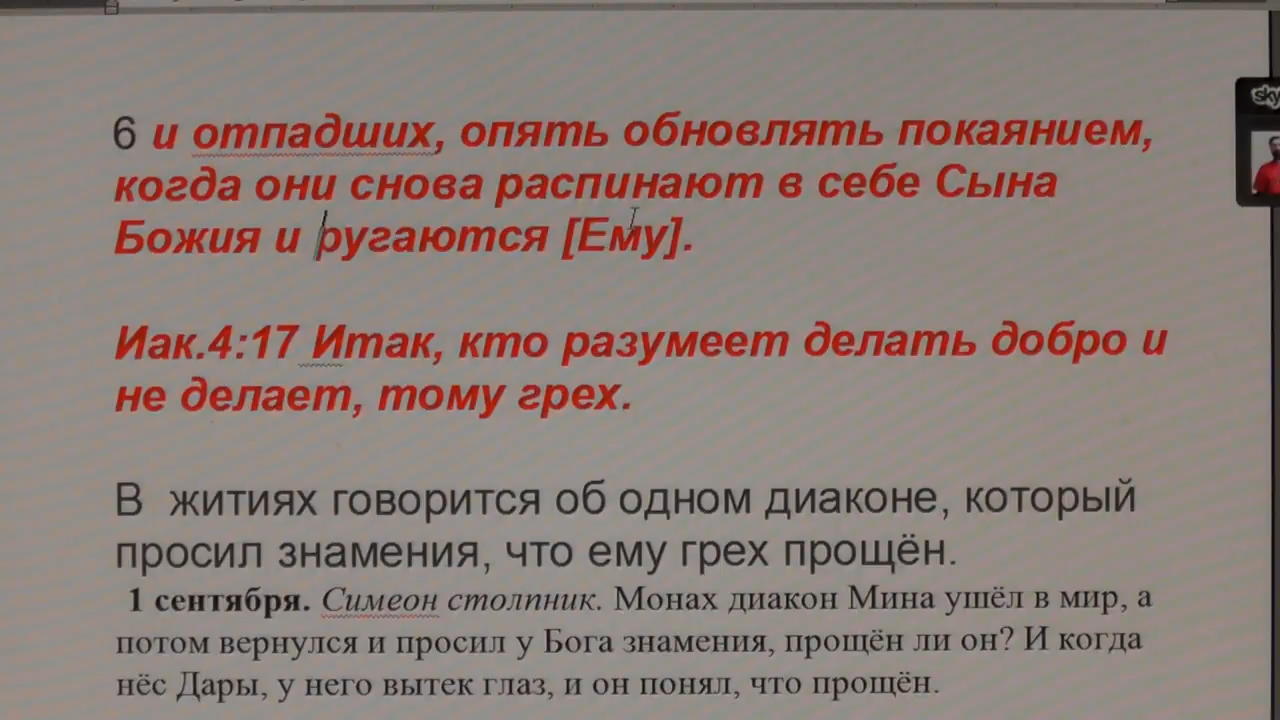 6 и отпадших, опять обновлять покаянием,
когда они снова распинают в себе Сына
Божия и ругаются [Ему].
Иак.4:17 Итак, кто разумеет делать добро и
не делает, тому грех.
В житиях говорится об одном диаконе, который
просил знамения, что ему грех прощён.
1 сентября. Симеон столпник. Монах диакон Мина ушёл в мир, а
потом вернулся и просил у Бога знамения, прощён ли он? И когда
нёс Дары, у него вытек глаз, и он понял, что прощён.